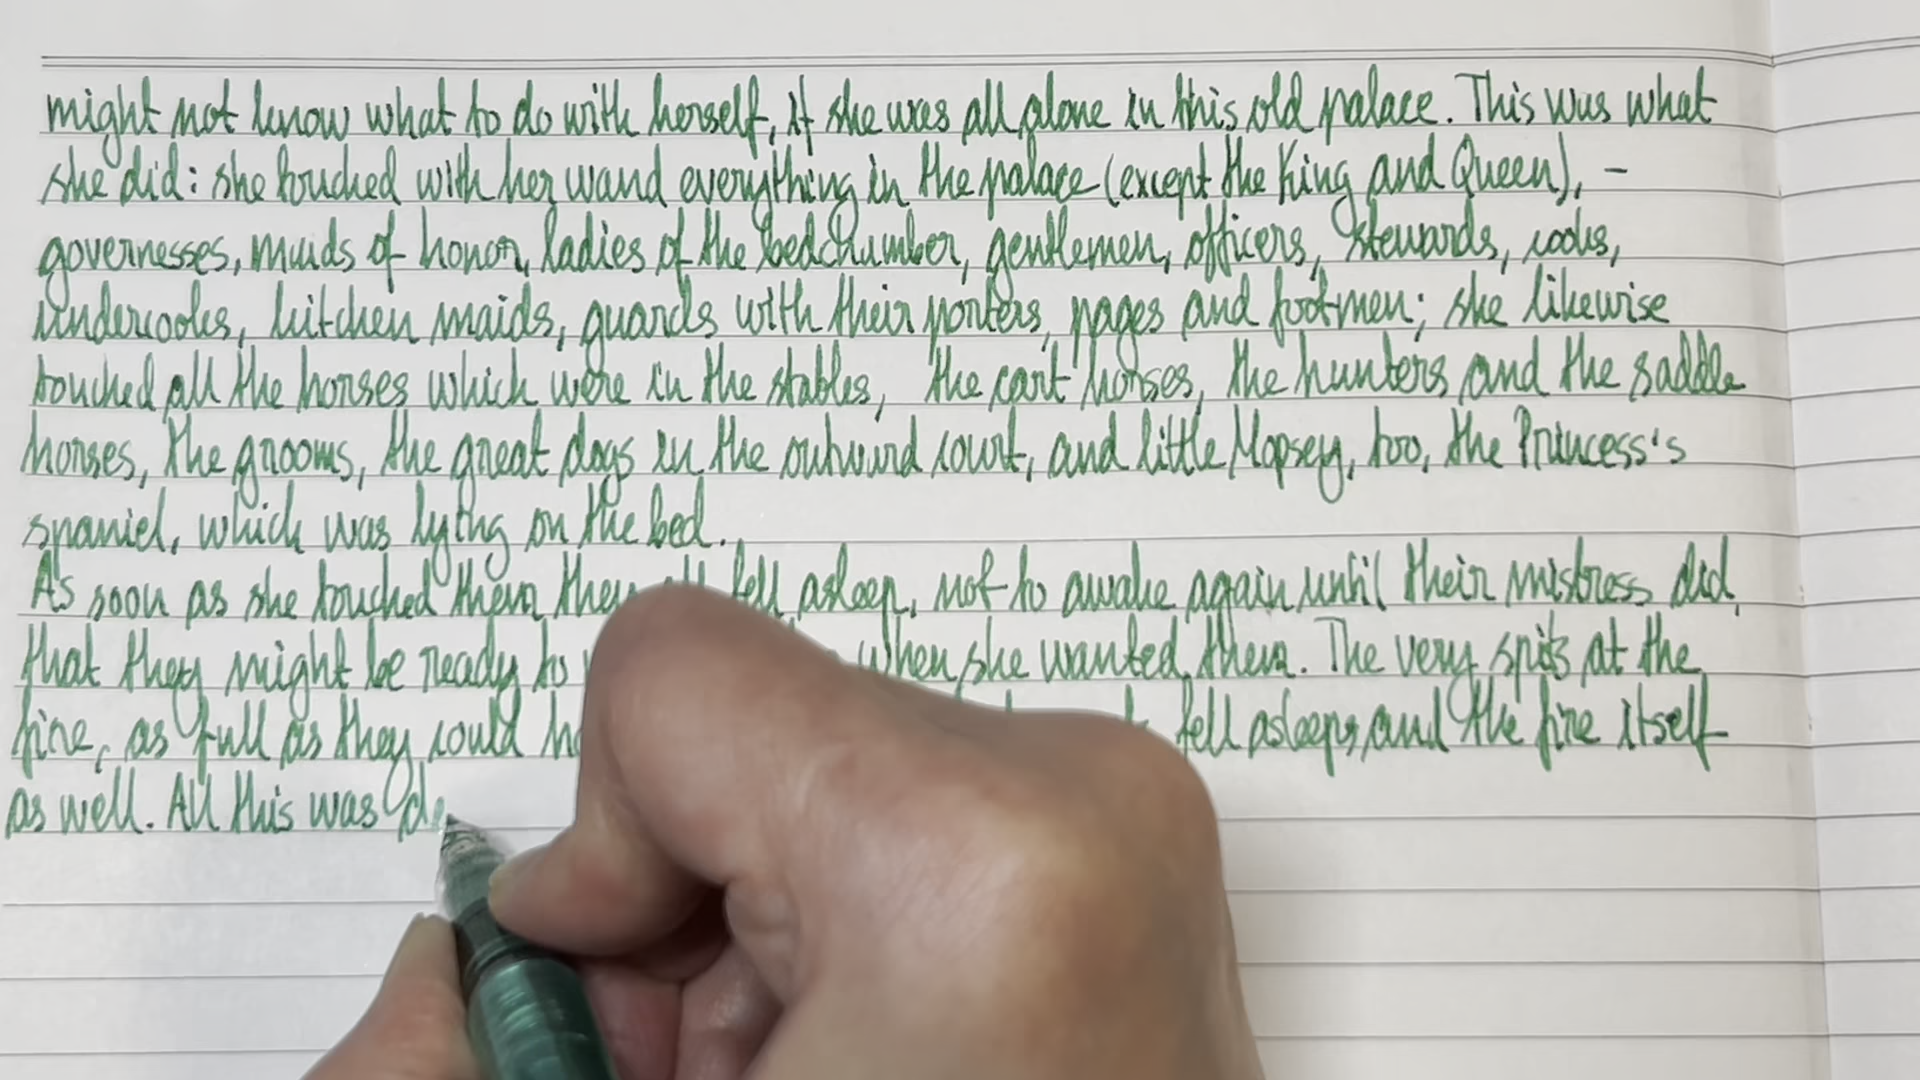 might not know what to do with herself, if she was all alone in this old palace. This was what
she did: she touched with her wand everything in the palace (except the King and Queen), -
governesses, maids of honor, ladies of the bedchamber, gentlemen, officers, stewards, cooks,
undercooks, kitchen maids, guards with their porters, pages and footmen; she likewise
touched all the horses which were in the stables, the cart horses, the hunters and the saddle
horses, the grooms, the great dogs in the outward court, and little Mopsey, too, the Princess's
spaniel, which was lying on the bed.
As soon as she touched them they all fell asleep, not to awake again until their mistress did,
that they might be ready to when she wanted them. The very spits at the
fire, as full as they could fell asleep, and the fire itself
as well. All this was